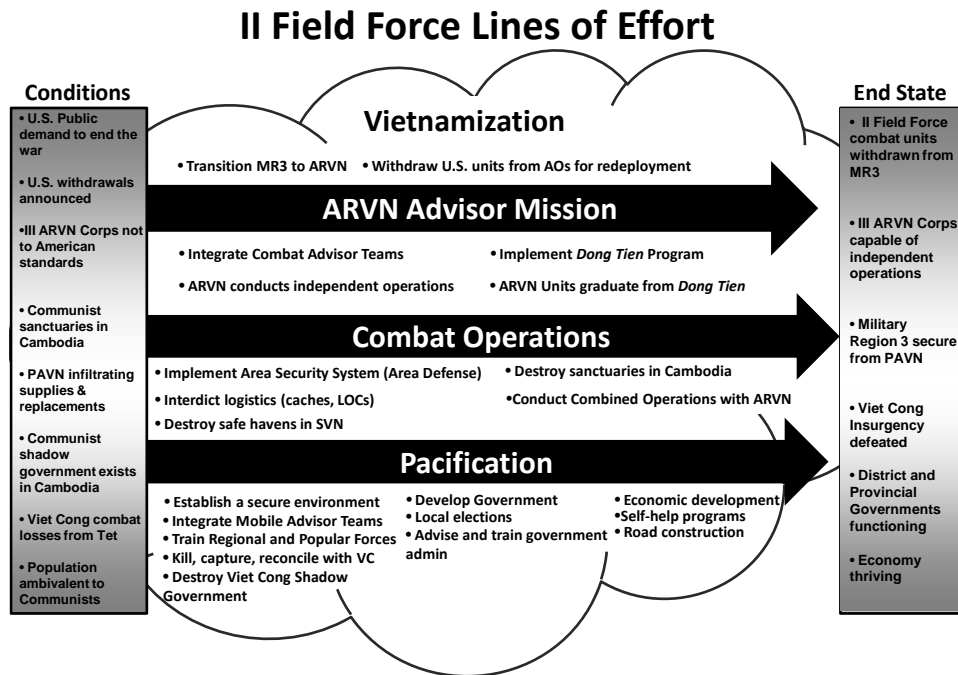 II Field Force Lines of Effort
Conditions
• U.S. Public
demand to end the
war
• U.S. withdrawals
announced
•III ARVN Corps not
to American
standards
• Communist
sanctuaries in
Cambodia
• PAVN infiltrating
supplies &
replacements
• Communist
shadow
government exists
in Cambodia
• Viet Cong combat
losses from Tet
• Population
ambivalent to
Communists
Vietnamization
• Transition MR3 to ARVN
• Withdraw U.S. units from AOs for redeployment
ARVN Advisor Mission
• Integrate Combat Advisor Teams
• Implement Dong Tien Program
• ARVN conducts independent operations
• ARVN Units graduate from Dong Tien
Combat Operations
• Implement Area Security System (Area Defense)
• Destroy sanctuaries in Cambodia
• Interdict logistics (caches, LOCs)
•Conduct Combined Operations with ARVN
• Destroy safe havens in SVN
Pacification
• Establish a secure environment
• Integrate Mobile Advisor Teams
• Train Regional and Popular Forces
• Kill, capture, reconcile with VC
• Destroy Viet Cong Shadow
Government
• Develop Government
• Local elections
• Advise and train government
admin
• Economic development
•Self-help programs
• Road construction
End State
• II Field Force
combat units
withdrawn from
MR3
• III ARVN Corps
capable of
independent
operations
• Military
Region 3 secure
from PAVN
• Viet Cong
Insurgency
defeated
• District and
Provincial
Governments
functioning
• Economy
thriving